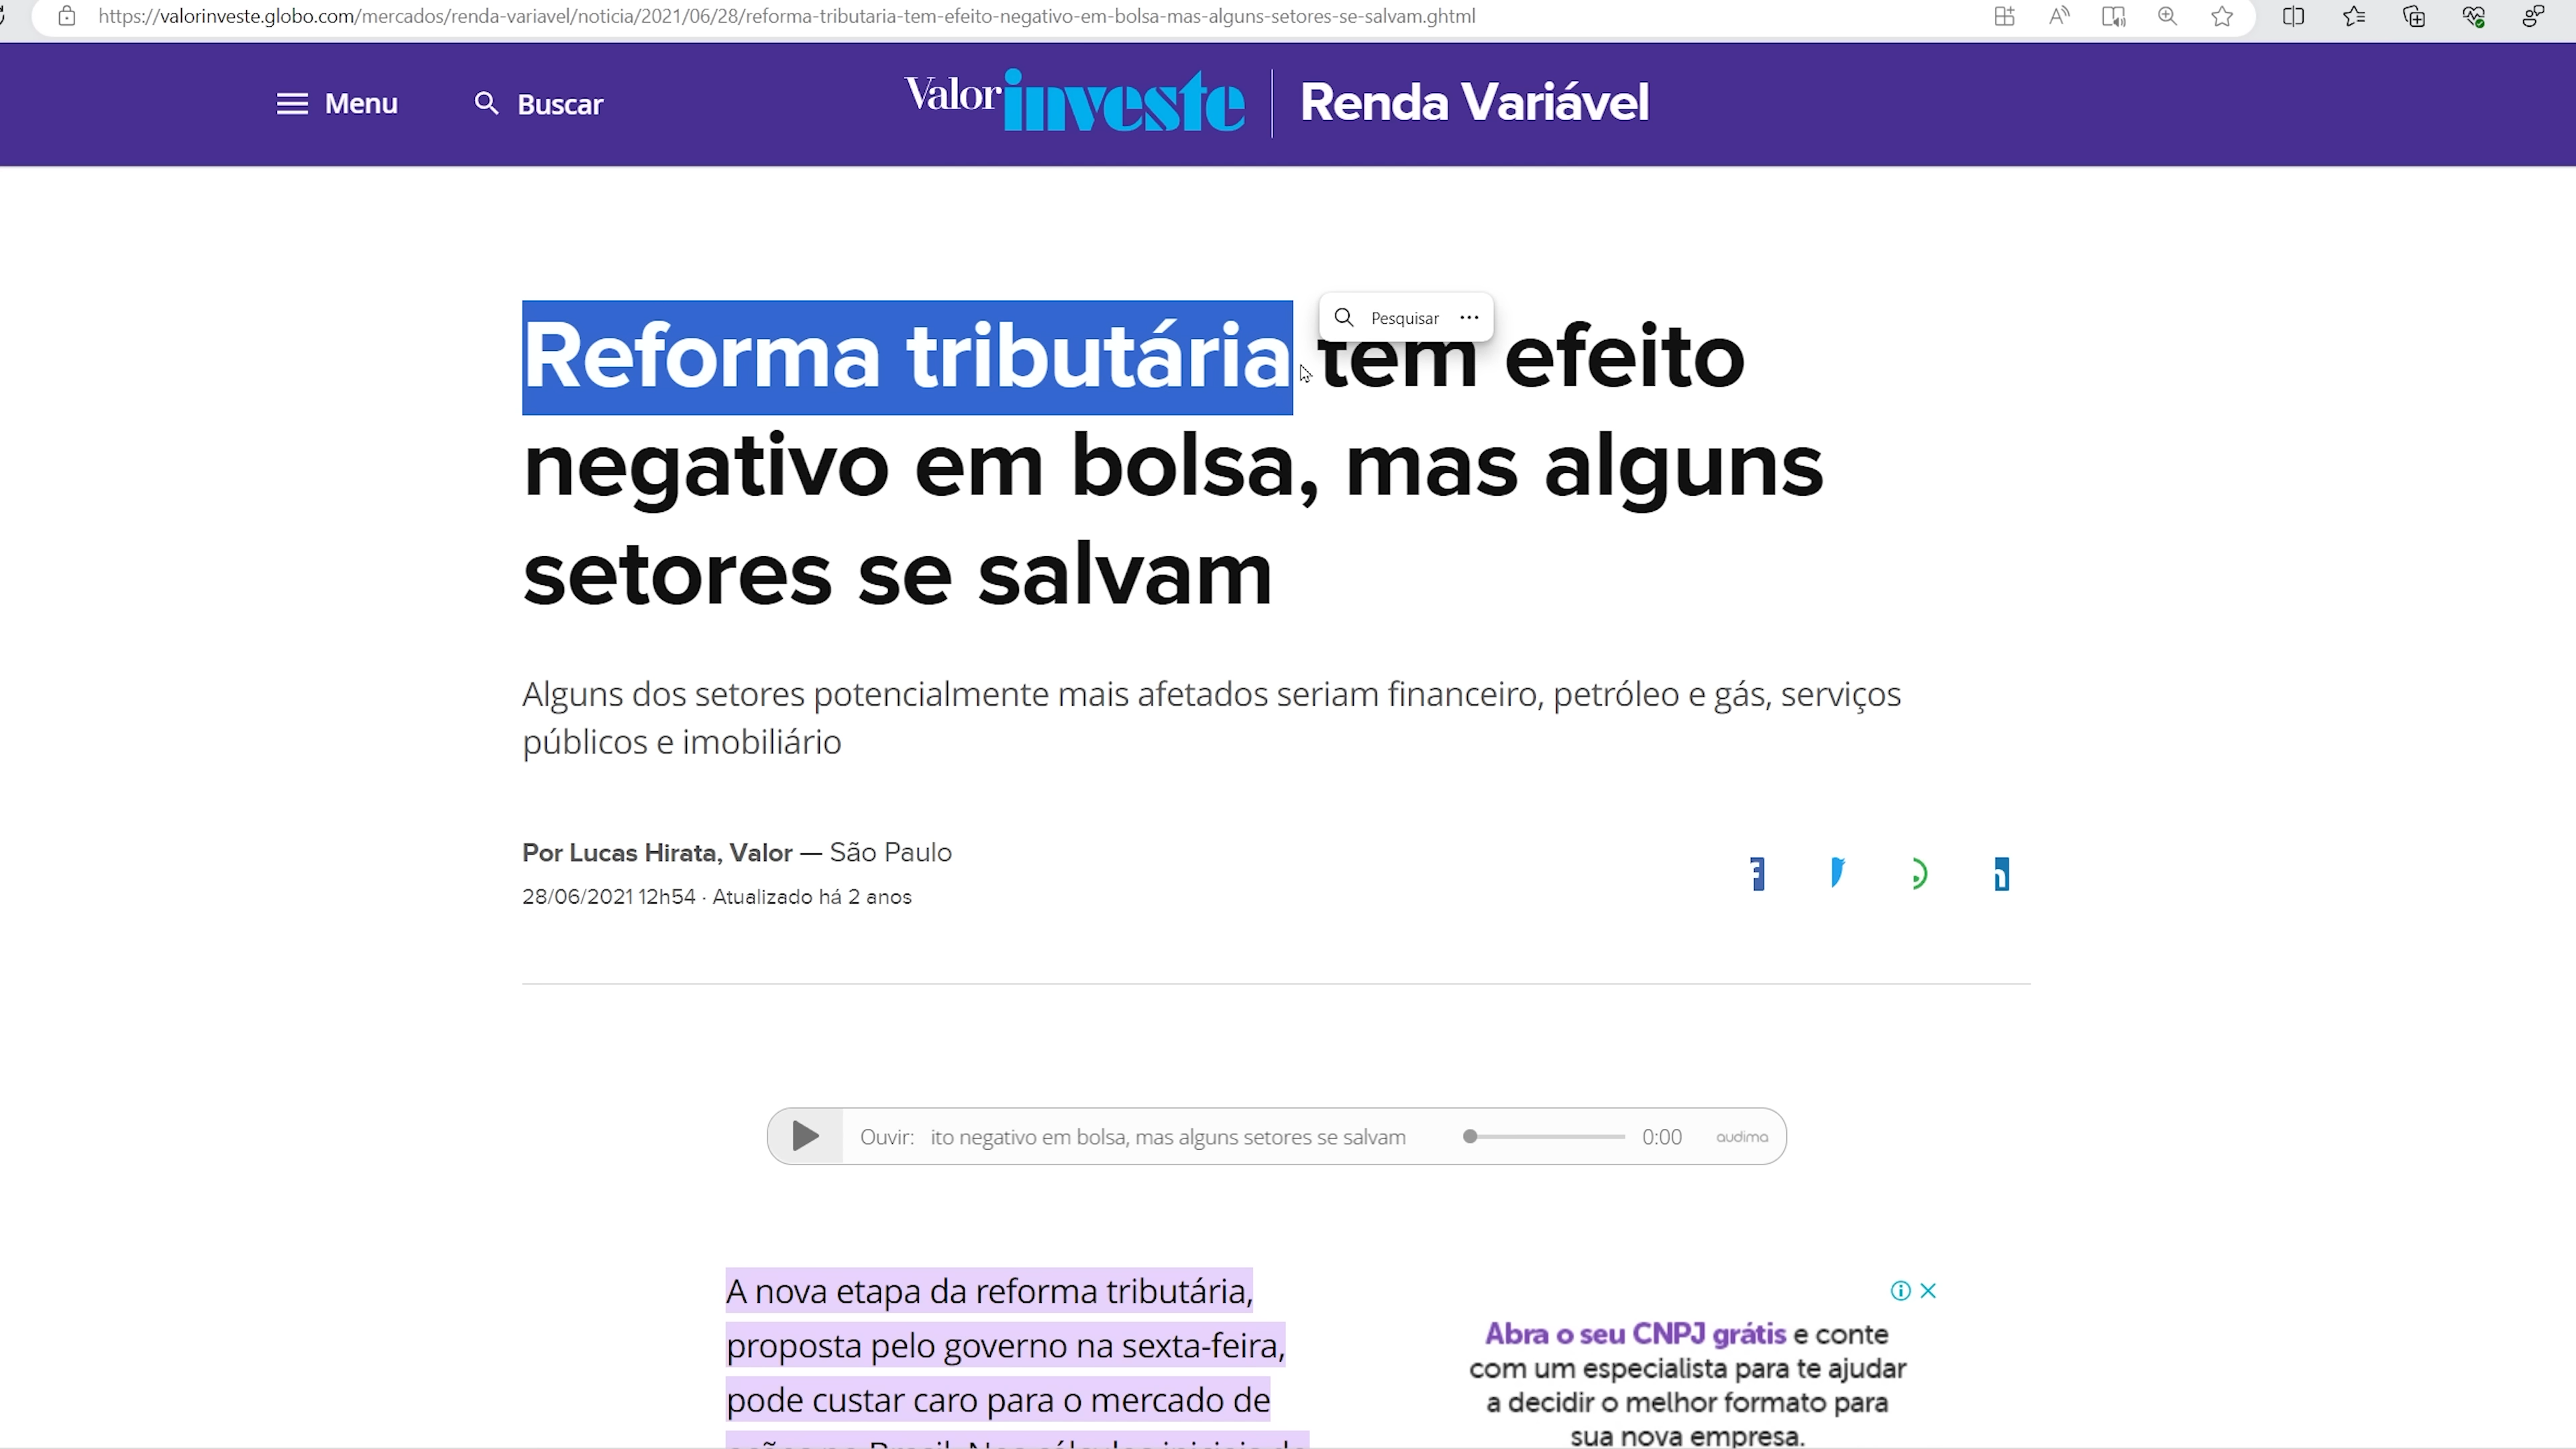 https://valorinveste.globo.com/mercados/renda-variavel/noticia/2021/06/28/reforma-tributaria-tem-efeito-negativo-em-bolsa-mas-alguns-setores-se-salvam.ghtml
Menu
Buscar
Valor investe
Renda Variável
Pesquisar
Reforma tributária tem efeito
negativo em bolsa, mas alguns
setores se salvam
Alguns dos setores potencialmente mais afetados seriam financeiro, petróleo e gás, serviços
públicos e imobiliário
Por Lucas Hirata, Valor — São Paulo
28/06/2021 12h54 · Atualizado há 2 anos
Ouvir: ito negativo em bolsa, mas alguns setores se salvam 0:00 audima
A nova etapa da reforma tributária,
proposta pelo governo na sexta-feira,
pode custar caro para o mercado de
Abra o seu CNPJ grátis e conte
com um especialista para te ajudar
a decidir o melhor formato para
sua nova empresa.